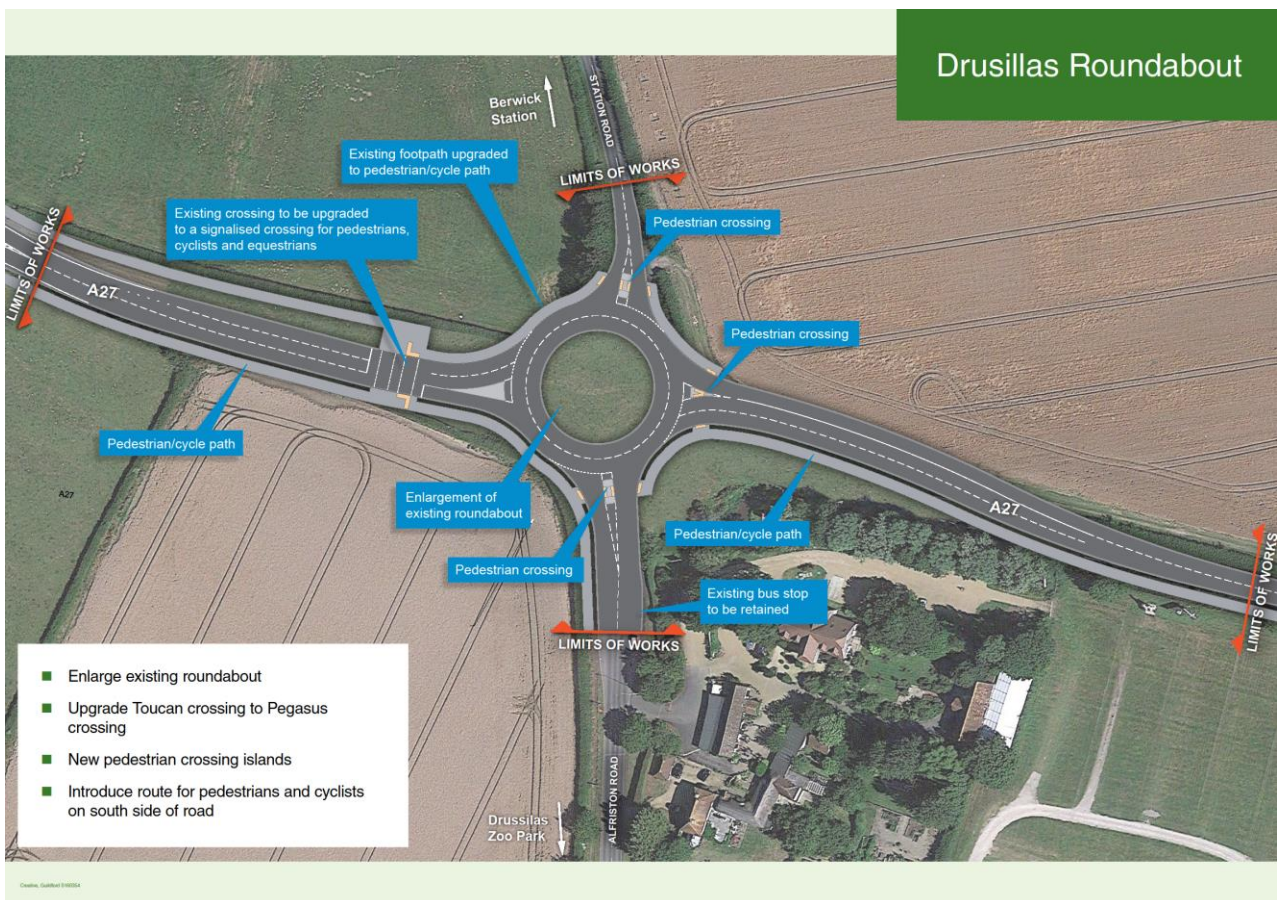 Drusillas Roundabout
STATION ROAD
Berwick
Station
Existing footpath upgraded
to pedestrian/cycle path
LIMITS OF WORKS
Existing crossing to be upgraded
to a signalised crossing for pedestrians,
cyclists and equestrians
Pedestrian crossing
LIMITS OF WORKS
A27
Pedestrian crossing
Pedestrian/cycle path
A27
Enlargement of
existing roundabout
A27
Pedestrian/cycle path
Pedestrian crossing
Existing bus stop
to be retained
LIMITS OF WORKS
LIMITS OF WORKS
Enlarge existing roundabout
Upgrade Toucan crossing to Pegasus
crossing
New pedestrian crossing islands
Introduce route for pedestrians and cyclists
on south side of road
ALFRISTON ROAD
Drussilas
Zoo Park